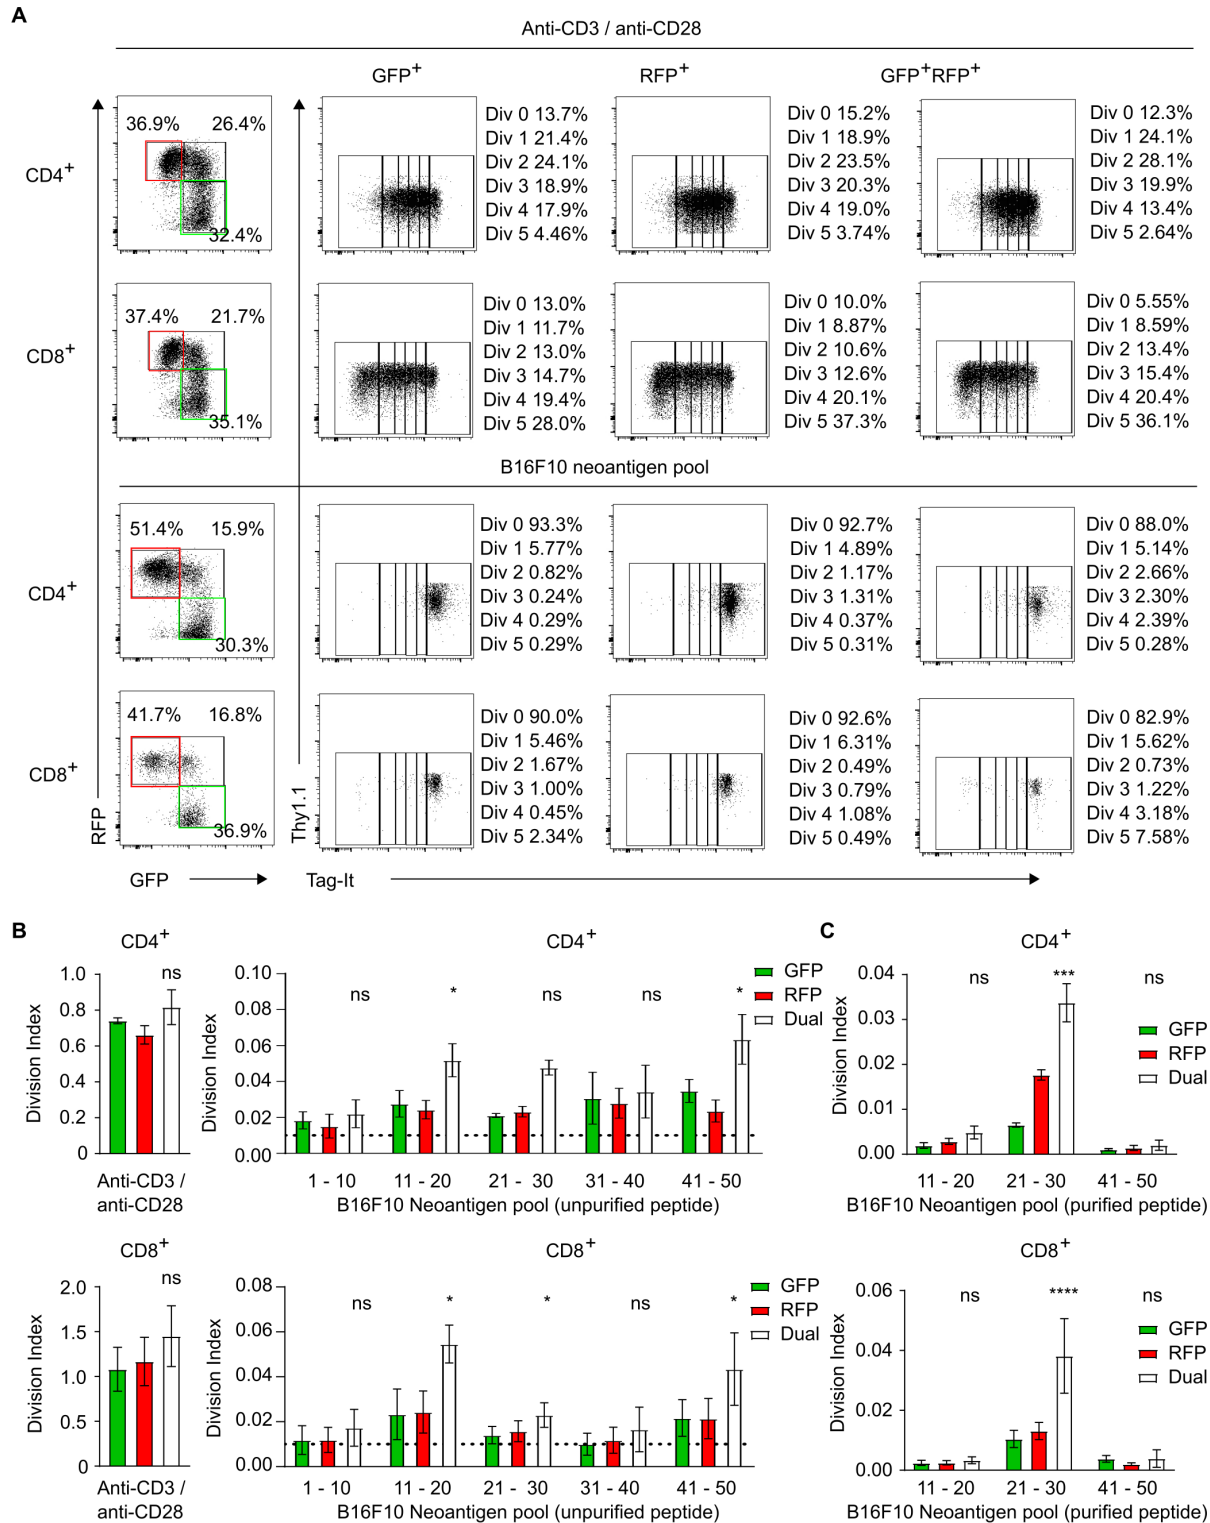 A
Anti-CD3 / anti-CD28
GFP+ RFP+ GFP+RFP+
CD4+
36.9% 26.4%
32.4%
Div 0 13.7%
Div 1 21.4%
Div 2 24.1%
Div 3 18.9%
Div 4 17.9%
Div 5 4.46%
Div 0 15.2%
Div 1 18.9%
Div 2 23.5%
Div 3 20.3%
Div 4 19.0%
Div 5 3.74%
Div 0 12.3%
Div 1 24.1%
Div 2 28.1%
Div 3 19.9%
Div 4 13.4%
Div 5 2.64%
CD8+
37.4% 21.7%
35.1%
Div 0 13.0%
Div 1 11.7%
Div 2 13.0%
Div 3 14.7%
Div 4 19.4%
Div 5 28.0%
Div 0 10.0%
Div 1 8.87%
Div 2 10.6%
Div 3 12.6%
Div 4 20.1%
Div 5 37.3%
Div 0 5.55%
Div 1 8.59%
Div 2 13.4%
Div 3 15.4%
Div 4 20.4%
Div 5 36.1%
B16F10 neoantigen pool
CD4+
51.4% 15.9%
30.3%
Div 0 93.3%
Div 1 5.77%
Div 2 0.82%
Div 3 0.24%
Div 4 0.29%
Div 5 0.29%
Div 0 92.7%
Div 1 4.89%
Div 2 1.17%
Div 3 1.31%
Div 4 0.37%
Div 5 0.31%
Div 0 88.0%
Div 1 5.14%
Div 2 2.66%
Div 3 2.30%
Div 4 2.39%
Div 5 0.28%
CD8+
41.7% 16.8%
36.9%
Div 0 90.0%
Div 1 5.46%
Div 2 1.67%
Div 3 1.00%
Div 4 0.45%
Div 5 2.34%
Div 0 92.6%
Div 1 6.31%
Div 2 0.49%
Div 3 0.79%
Div 4 1.08%
Div 5 0.49%
Div 0 82.9%
Div 1 5.62%
Div 2 0.73%
Div 3 1.22%
Div 4 3.18%
Div 5 7.58%
RFP
Thy1.1
GFP
Tag-It
B
CD4+
Division Index
1.0
0.8
0.6
0.4
0.2
0
ns
Anti-CD3 /
anti-CD28
CD4+
Division Index
0.10
0.08
0.06
0.04
0.02
0.00
ns * ns ns *
GFP
RFP
Dual
1 - 10 11 - 20 21 - 30 31 - 40 41 - 50
B16F10 Neoantigen pool (unpurified peptide)
C
CD4+
Division Index
0.04
0.03
0.02
0.01
0.00
ns *** ns
GFP
RFP
Dual
11 - 20 21 - 30 41 - 50
B16F10 Neoantigen pool (purified peptide)
CD8+
Division Index
2.0
1.5
1.0
0.5
0
ns
Anti-CD3 /
anti-CD28
CD8+
Division Index
0.08
0.06
0.04
0.02
0.00
ns * * ns *
GFP
RFP
Dual
1 - 10 11 - 20 21 - 30 31 - 40 41 - 50
B16F10 Neoantigen pool (unpurified peptide)
CD8+
Division Index
0.06
0.04
0.02
0.00
ns **** ns
GFP
RFP
Dual
11 - 20 21 - 30 41 - 50
B16F10 Neoantigen pool (purified peptide)